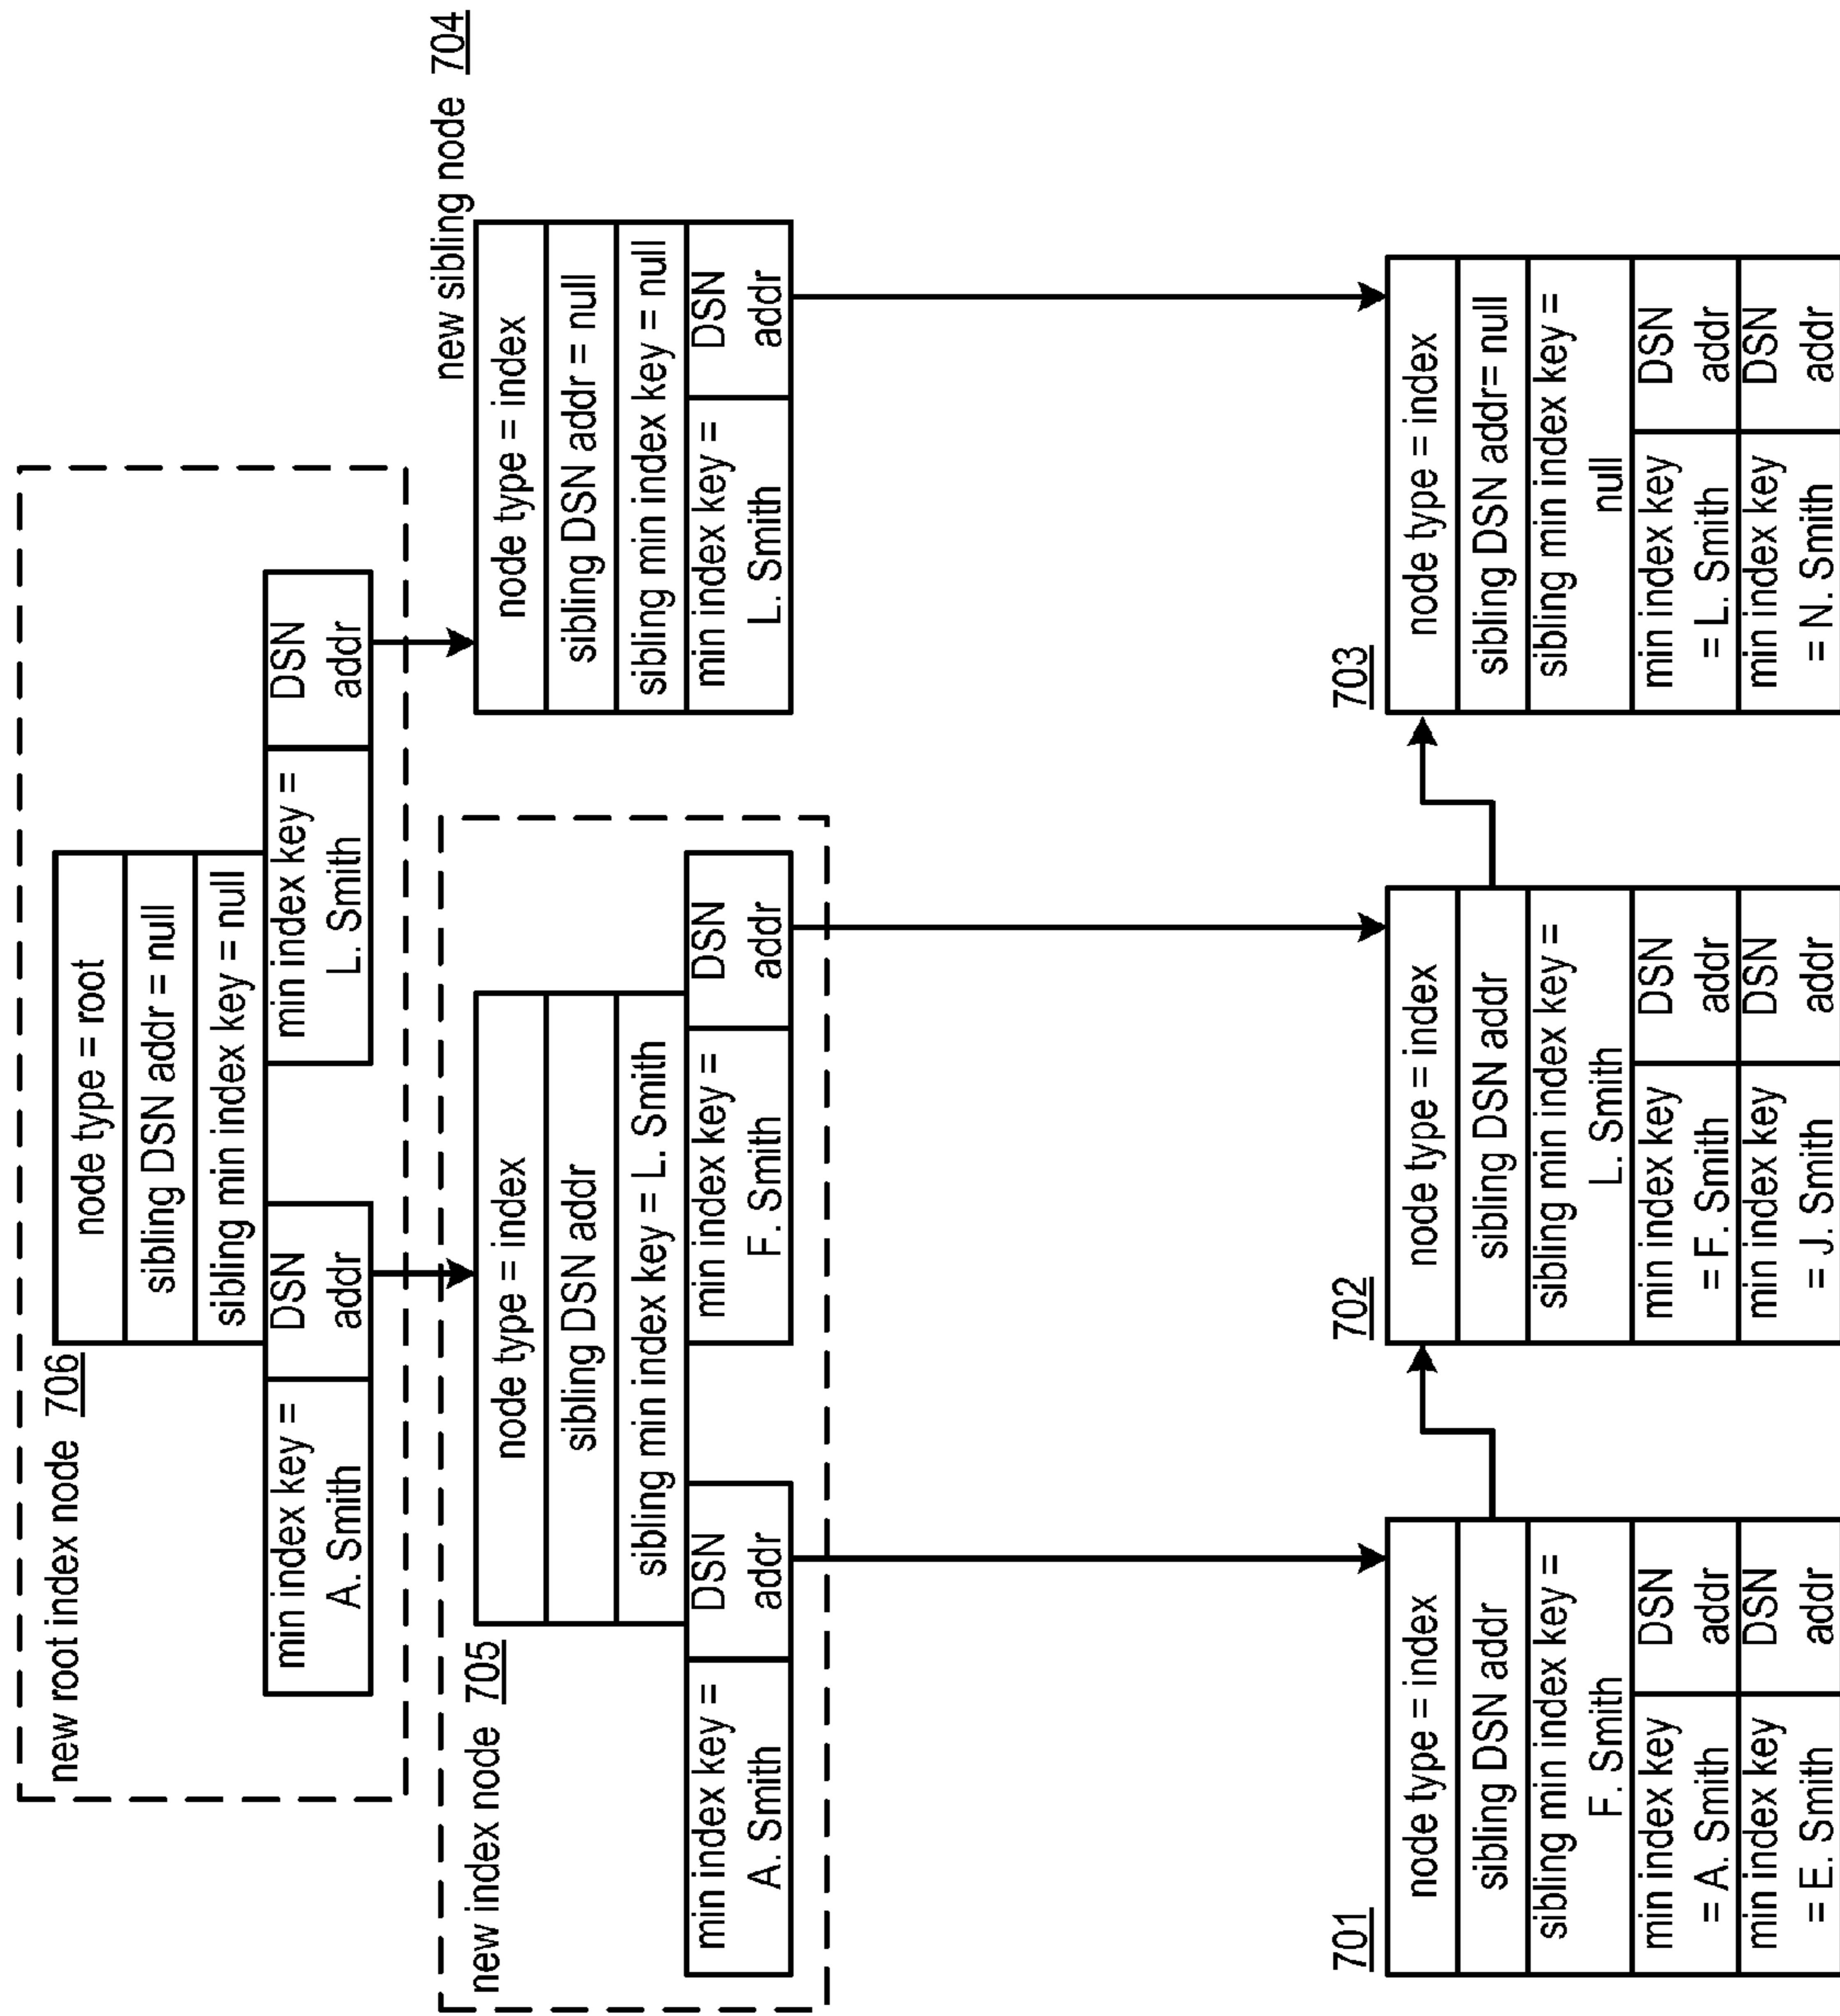 new root index node 706
node type = root
sibling DSN addr = null
sibling min index key = null
min index key =
A. Smith
DSN
addr
min index key =
L. Smith
DSN
addr
new index node 705
node type = index
sibling DSN addr
sibling min index key = L. Smith
min index key =
A. Smith
DSN
addr
min index key =
F. Smith
DSN
addr
new sibling node 704
node type = index
sibling DSN addr = null
sibling min index key = null
min index key =
L. Smith
DSN
addr
701
node type = index
sibling DSN addr
sibling min index key =
F. Smith
min index key
= A. Smith
DSN
addr
min index key
= E. Smith
DSN
addr
702
node type = index
sibling DSN addr
sibling min index key =
L. Smith
min index key
= F. Smith
DSN
addr
min index key
= J. Smith
DSN
addr
703
node type = index
sibling DSN addr= null
sibling min index key =
null
min index key
= L. Smith
DSN
addr
min index key
= N. Smith
DSN
addr